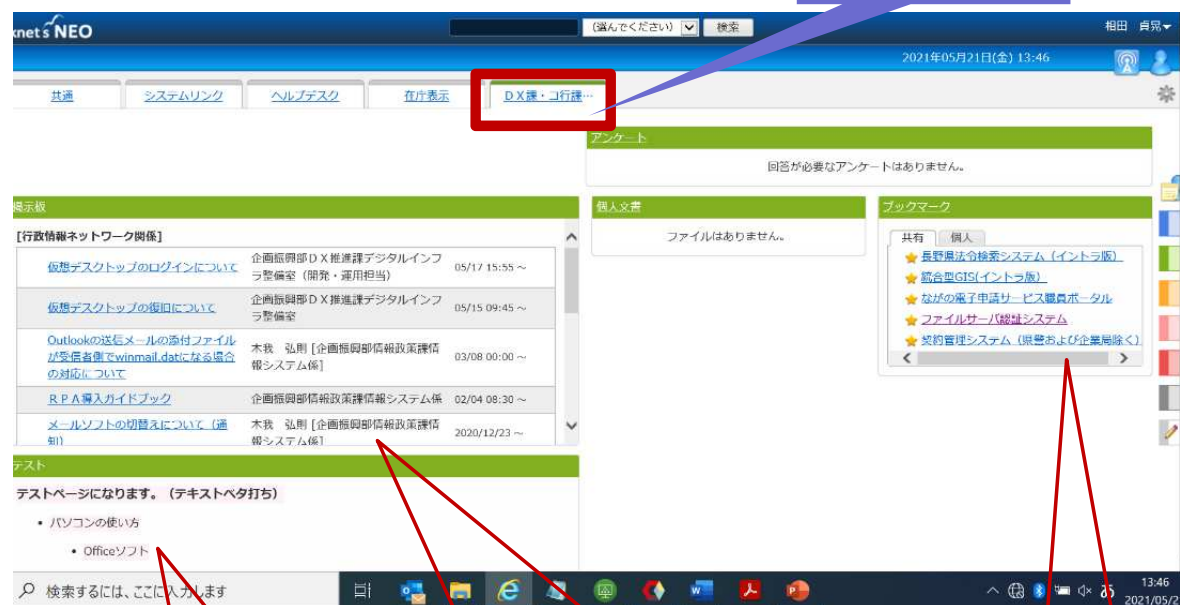 knet's NEO
(選んでください) 検索
相田 貞晃
2021年05月21日(金) 13:46
共通 システムリンク ヘルプデスク 在庁表示 DX課・コ行課…
アンケート
回答が必要なアンケートはありません。
掲示板
[行政情報ネットワーク関係]
仮想デスクトップのログインについて 企画振興部DX推進課デジタルインフラ整備室(開発・運用担当) 05/17 15:55 ~
仮想デスクトップの復旧について 企画振興部DX推進課デジタルインフラ整備室 05/15 09:45 ~
Outlookの送信メールの添付ファイル
が受信者側でwinmail.datになる場合
の対応について
木我 弘則 [企画振興部情報政策課情
報システム係]
03/08 00:00 ~
RPA導入ガイドブック 企画振興部情報政策課情報システム係 02/04 08:30 ~
メールソフトの切替えについて(通
知)
木我 弘則 [企画振興部情報政策課情
報システム係]
2020/12/23 ~
個人文書
ファイルはありません。
ブックマーク
共有 個人
長野県法令検索システム(イントラ版)
統合型GIS(イントラ版)
ながの電子申請サービス職員ポータル
ファイルサーバ認証システム
契約管理システム(県警および企業局除く)
テスト
テストページになります。(テキストベタ打ち)
• パソコンの使い方
• Officeソフト
検索するには、ここに入力します
13:46
2021/05/2